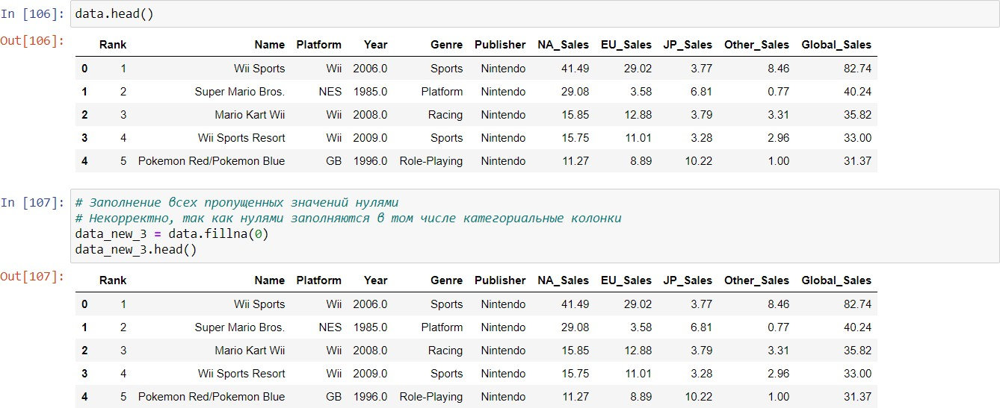 In [106]: data.head()
Out[106]:
Rank Name Platform Year Genre Publisher NA_Sales EU_Sales JP_Sales Other_Sales Global_Sales
0 1 Wii Sports Wii 2006.0 Sports Nintendo 41.49 29.02 3.77 8.46 82.74
1 2 Super Mario Bros. NES 1985.0 Platform Nintendo 29.08 3.58 6.81 0.77 40.24
2 3 Mario Kart Wii Wii 2008.0 Racing Nintendo 15.85 12.88 3.79 3.31 35.82
3 4 Wii Sports Resort Wii 2009.0 Sports Nintendo 15.75 11.01 3.28 2.96 33.00
4 5 Pokemon Red/Pokemon Blue GB 1996.0 Role-Playing Nintendo 11.27 8.89 10.22 1.00 31.37
In [107]: # Заполнение всех пропущенных значений нулями
# Некорректно, так как нулями заполняются в том числе категориальные колонки
data_new_3 = data.fillna(0)
data_new_3.head()
Out[107]:
Rank Name Platform Year Genre Publisher NA_Sales EU_Sales JP_Sales Other_Sales Global_Sales
0 1 Wii Sports Wii 2006.0 Sports Nintendo 41.49 29.02 3.77 8.46 82.74
1 2 Super Mario Bros. NES 1985.0 Platform Nintendo 29.08 3.58 6.81 0.77 40.24
2 3 Mario Kart Wii Wii 2008.0 Racing Nintendo 15.85 12.88 3.79 3.31 35.82
3 4 Wii Sports Resort Wii 2009.0 Sports Nintendo 15.75 11.01 3.28 2.96 33.00
4 5 Pokemon Red/Pokemon Blue GB 1996.0 Role-Playing Nintendo 11.27 8.89 10.22 1.00 31.37